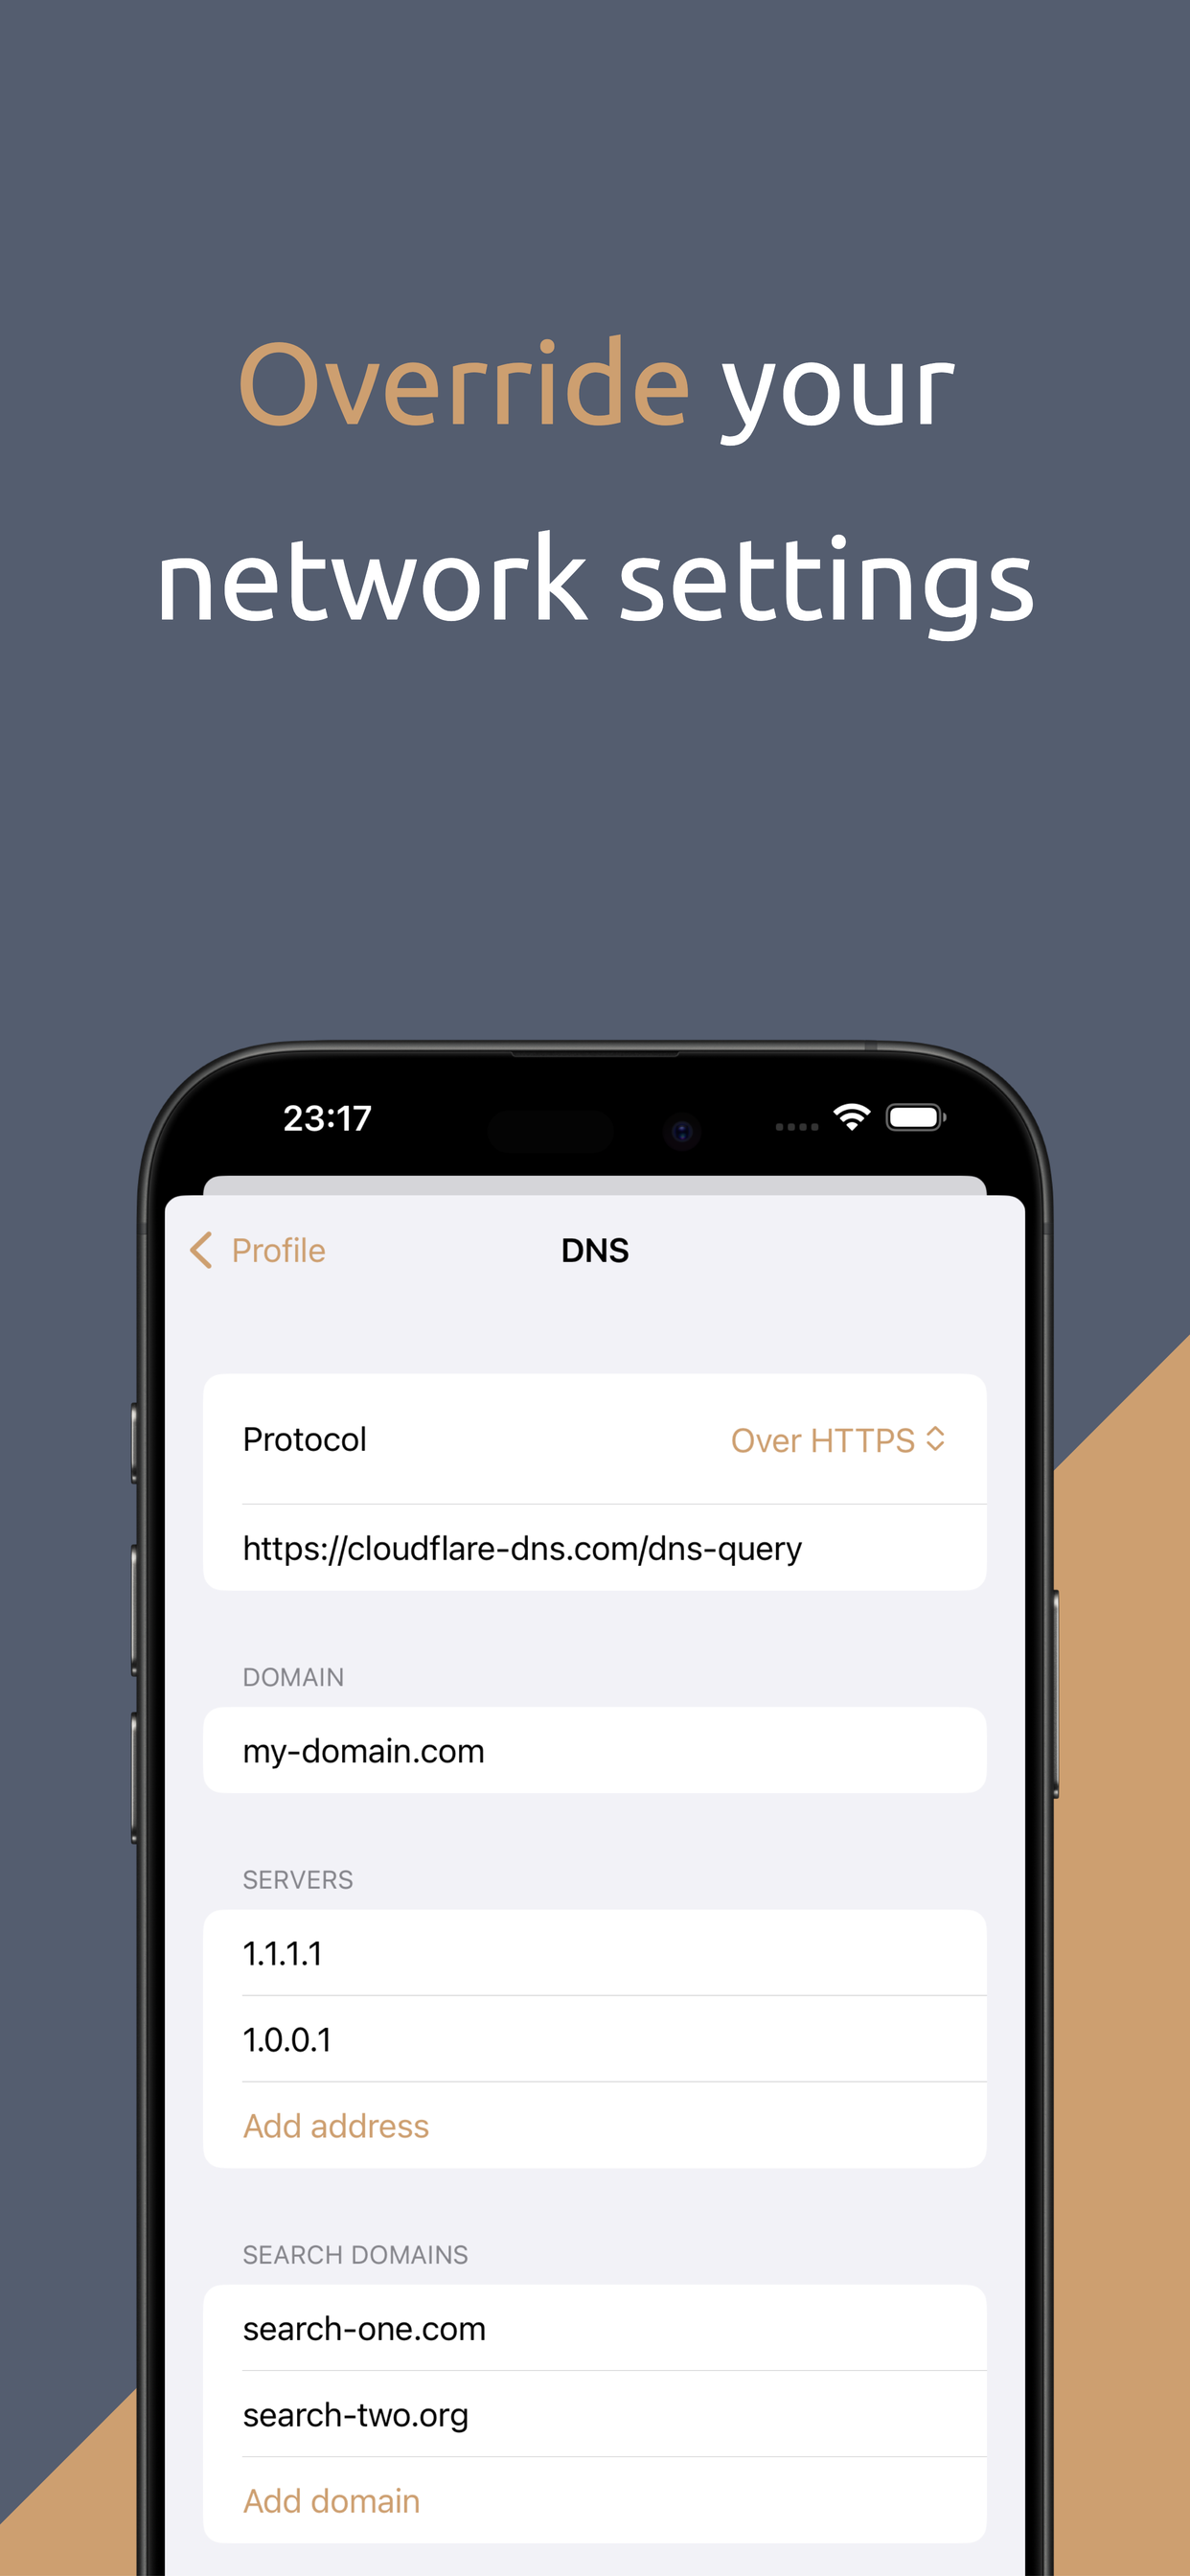 Override your
network settings
23:17
Profile
DNS
Protocol
Over HTTPS
https://cloudflare-dns.com/dns-query
DOMAIN
my-domain.com
SERVERS
1.1.1.1
1.0.0.1
Add address
SEARCH DOMAINS
search-one.com
search-two.org
Add domain